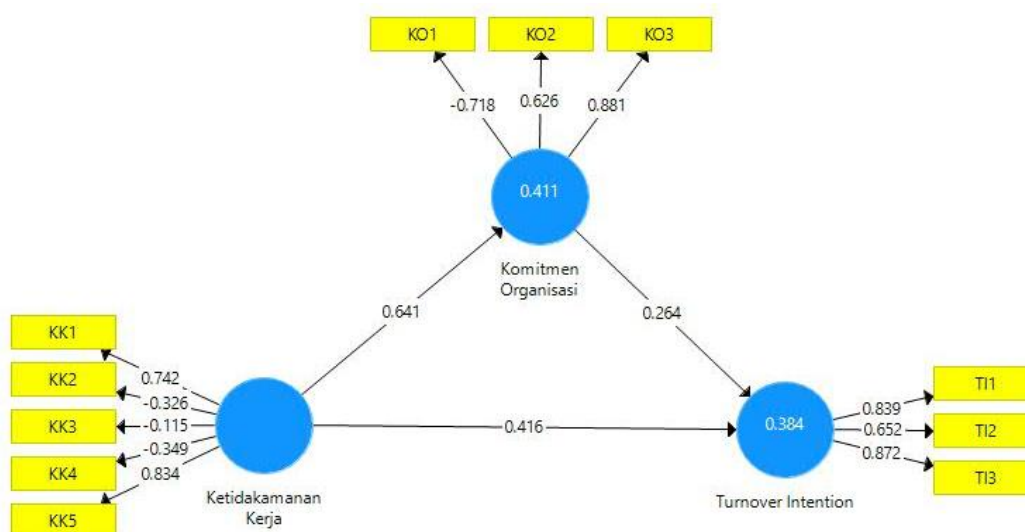 KO1
KO2
KO3
-0.718
0.626
0.881
0.411
Komitmen
Organisasi
0.641
0.264
KK1
KK2
KK3
KK4
KK5
0.742
-0.326
-0.115
-0.349
0.834
Ketidakamanan
Kerja
0.416
0.384
Turnover Intention
0.839
0.652
0.872
TI1
TI2
TI3